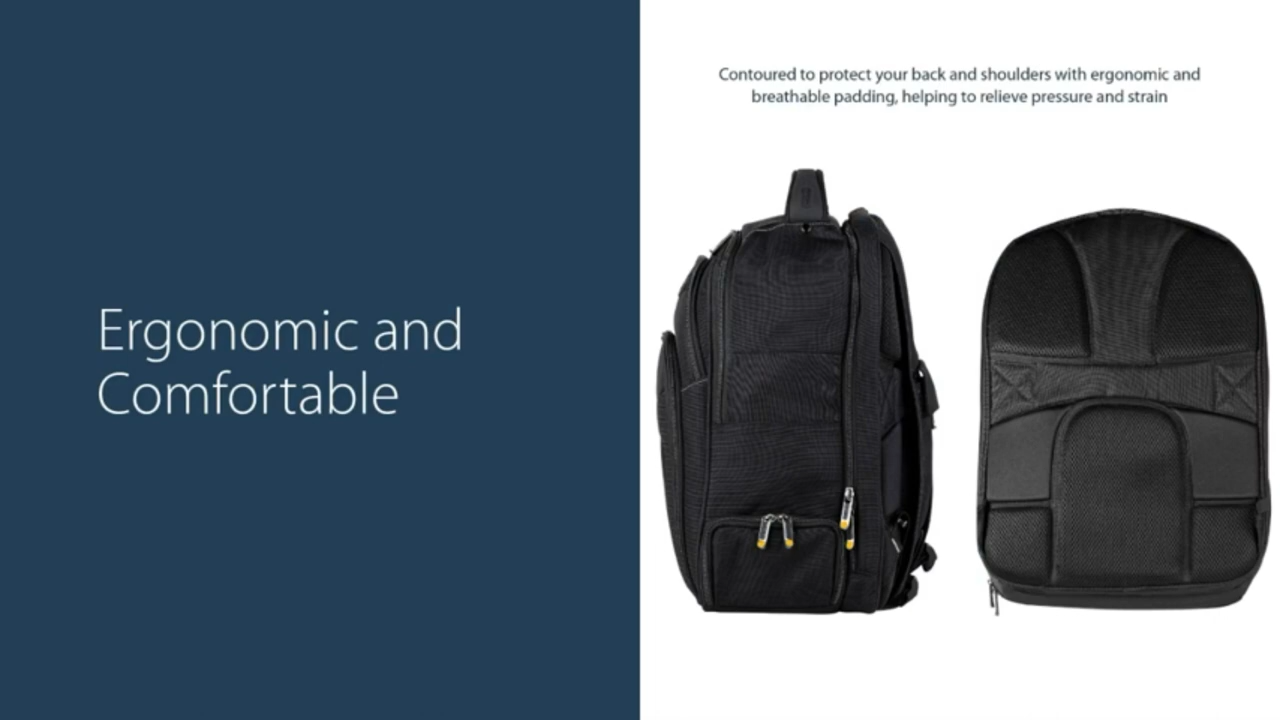 Ergonomic and
Comfortable
Contoured to protect your back and shoulders with ergonomic and
breathable padding, helping to relieve pressure and strain